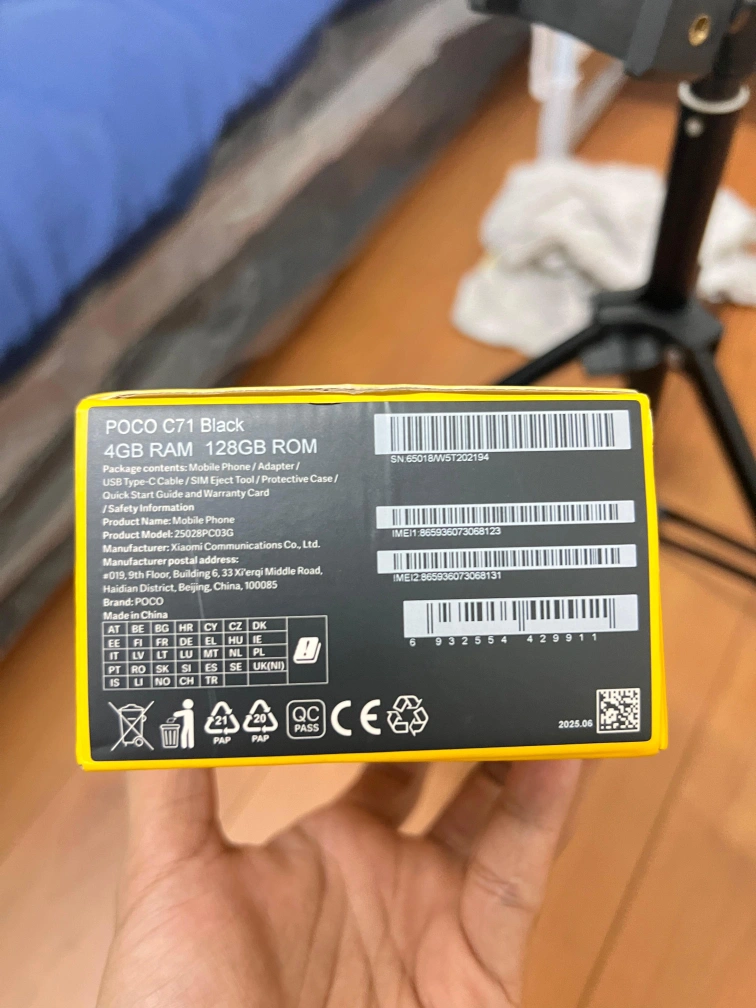 POCO C71 Black
4GB RAM 128GB ROM
Package contents: Mobile Phone / Adapter /
USB Type-C Cable / SIM Eject Tool / Protective Case /
Quick Start Guide and Warranty Card
/ Safety Information
Product Name: Mobile Phone
Product Model: 25028PC03G
Manufacturer: Xiaomi Communications Co., Ltd.
Manufacturer postal address:
#019, 9th Floor, Building 6, 33 Xi'erqi Middle Road,
Haidian District, Beijing, China, 100085
Brand: POCO
Made in China
AT BE BG HR CY CZ DK
EE FI FR DE EL HU IE
IT LV LT LU MT NL PL
PT RO SK SI ES SE UK(NI)
IS LI NO CH TR
21 PAP
20 PAP
QC PASS
CE
SN:65018/W5T202194
IMEI1:865936073068123
IMEI2:865936073068131
6 932554 429911
2025.06